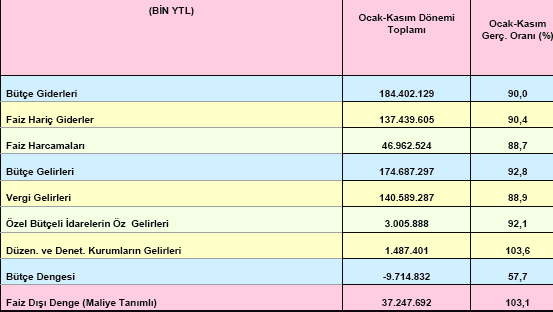 (BİN YTL) Ocak-Kasım Dönemi Toplamı Ocak-Kasım Gerç. Oranı (%)
Bütçe Giderleri 184.402.129 90,0
Faiz Hariç Giderler 137.439.605 90,4
Faiz Harcamaları 46.962.524 88,7
Bütçe Gelirleri 174.687.297 92,8
Vergi Gelirleri 140.589.287 88,9
Özel Bütçeli İdarelerin Öz Gelirleri 3.005.888 92,1
Düzen. ve Denet. Kurumların Gelirleri 1.487.401 103,6
Bütçe Dengesi -9.714.832 57,7
Faiz Dışı Denge (Maliye Tanımlı) 37.247.692 103,1